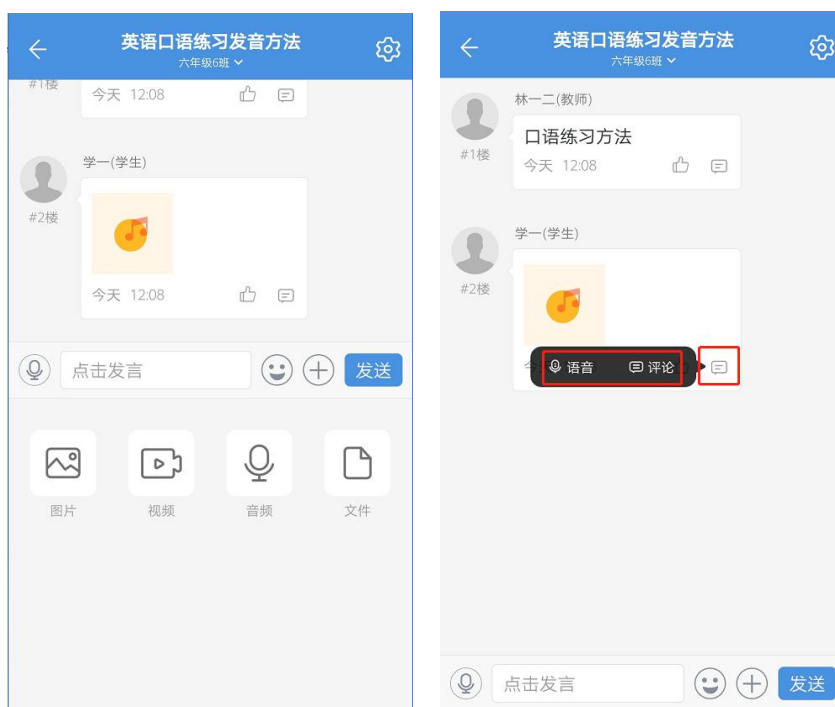 英语口语练习发音方法
六年级6班
#1楼
今天 12:08
学一(学生)
#2楼
今天 12:08
点击发言
发送
图片
视频
音频
文件
英语口语练习发音方法
六年级6班
林一二(教师)
口语练习方法
#1楼
今天 12:08
学一(学生)
#2楼
语音
评论
点击发言
发送